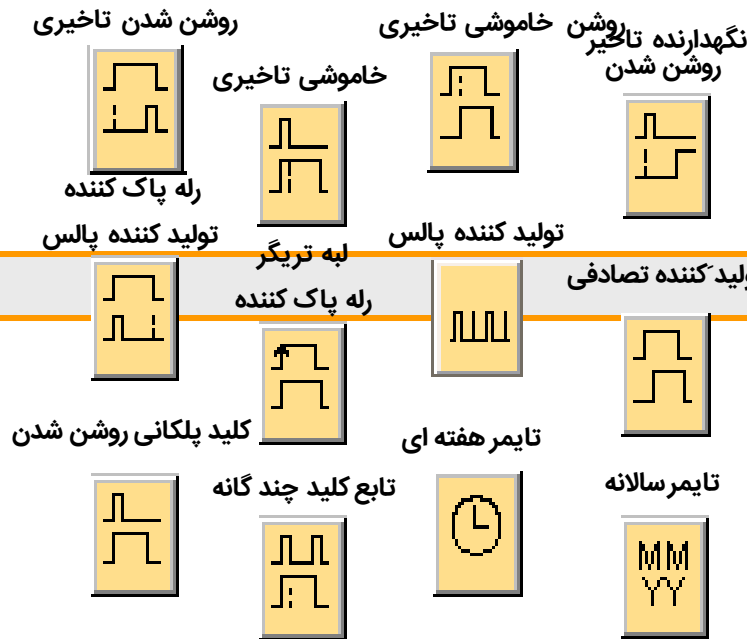 روشن شدن تاخیری
خاموشی تاخیری
روشن خاموشی تاخیری
نگهدارنده تاخیر
روشن شدن
رله پاک کننده
تولید کننده پالس
لبه تریگر
رله پاک کننده
تولید کننده پالس
تولید کننده تصادفی
کلید پلکانی روشن شدن
تابع کلید چند گانه
تایمر هفته ای
تایمر سالانه
MM
YY